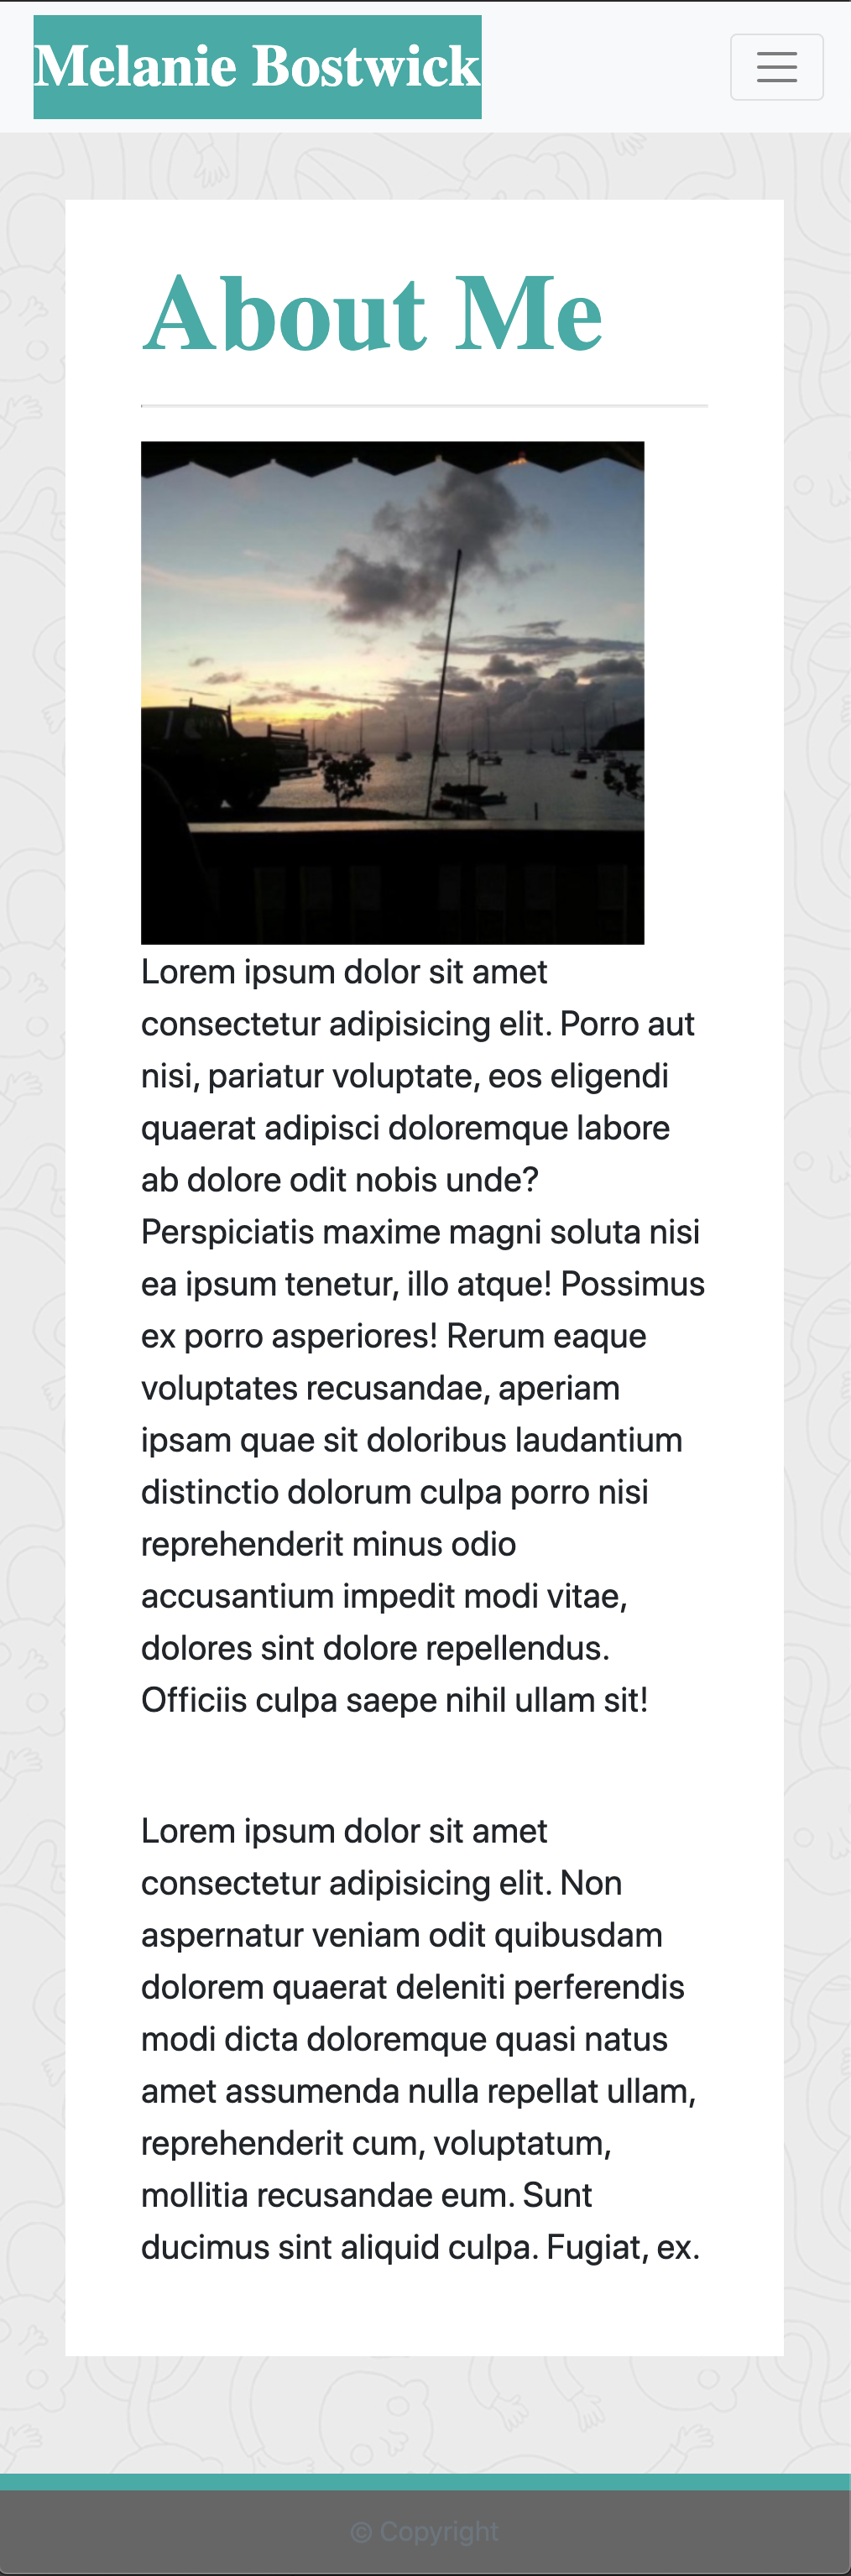 Melanie Bostwick
About Me
Lorem ipsum dolor sit amet
consectetur adipisicing elit. Porro aut
nisi, pariatur voluptate, eos eligendi
quaerat adipisci doloremque labore
ab dolore odit nobis unde?
Perspiciatis maxime magni soluta nisi
ea ipsum tenetur, illo atque! Possimus
ex porro asperiores! Rerum eaque
voluptates recusandae, aperiam
ipsam quae sit doloribus laudantium
distinctio dolorum culpa porro nisi
reprehenderit minus odio
accusantium impedit modi vitae,
dolores sint dolore repellendus.
Officiis culpa saepe nihil ullam sit!
Lorem ipsum dolor sit amet
consectetur adipisicing elit. Non
aspernatur veniam odit quibusdam
dolorem quaerat deleniti perferendis
modi dicta doloremque quasi natus
amet assumenda nulla repellat ullam,
reprehenderit cum, voluptatum,
mollitia recusandae eum. Sunt
ducimus sint aliquid culpa. Fugiat, ex.
© Copyright